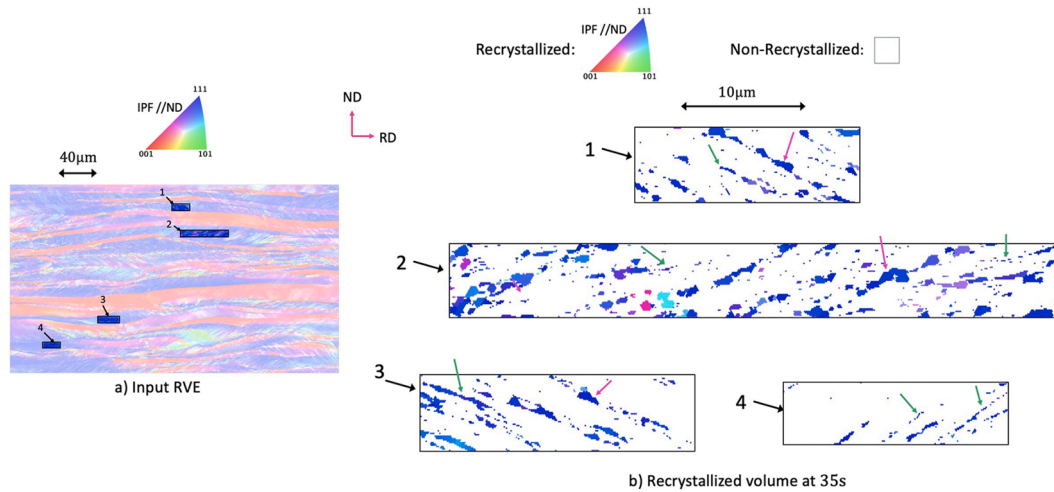 111
IPF //ND
001
101
ND
RD
40μm
1
2
3
4
a) Input RVE
Recrystallized:
IPF //ND
111
001
101
Non-Recrystallized:
10μm
1
2
3
4
b) Recrystallized volume at 35s